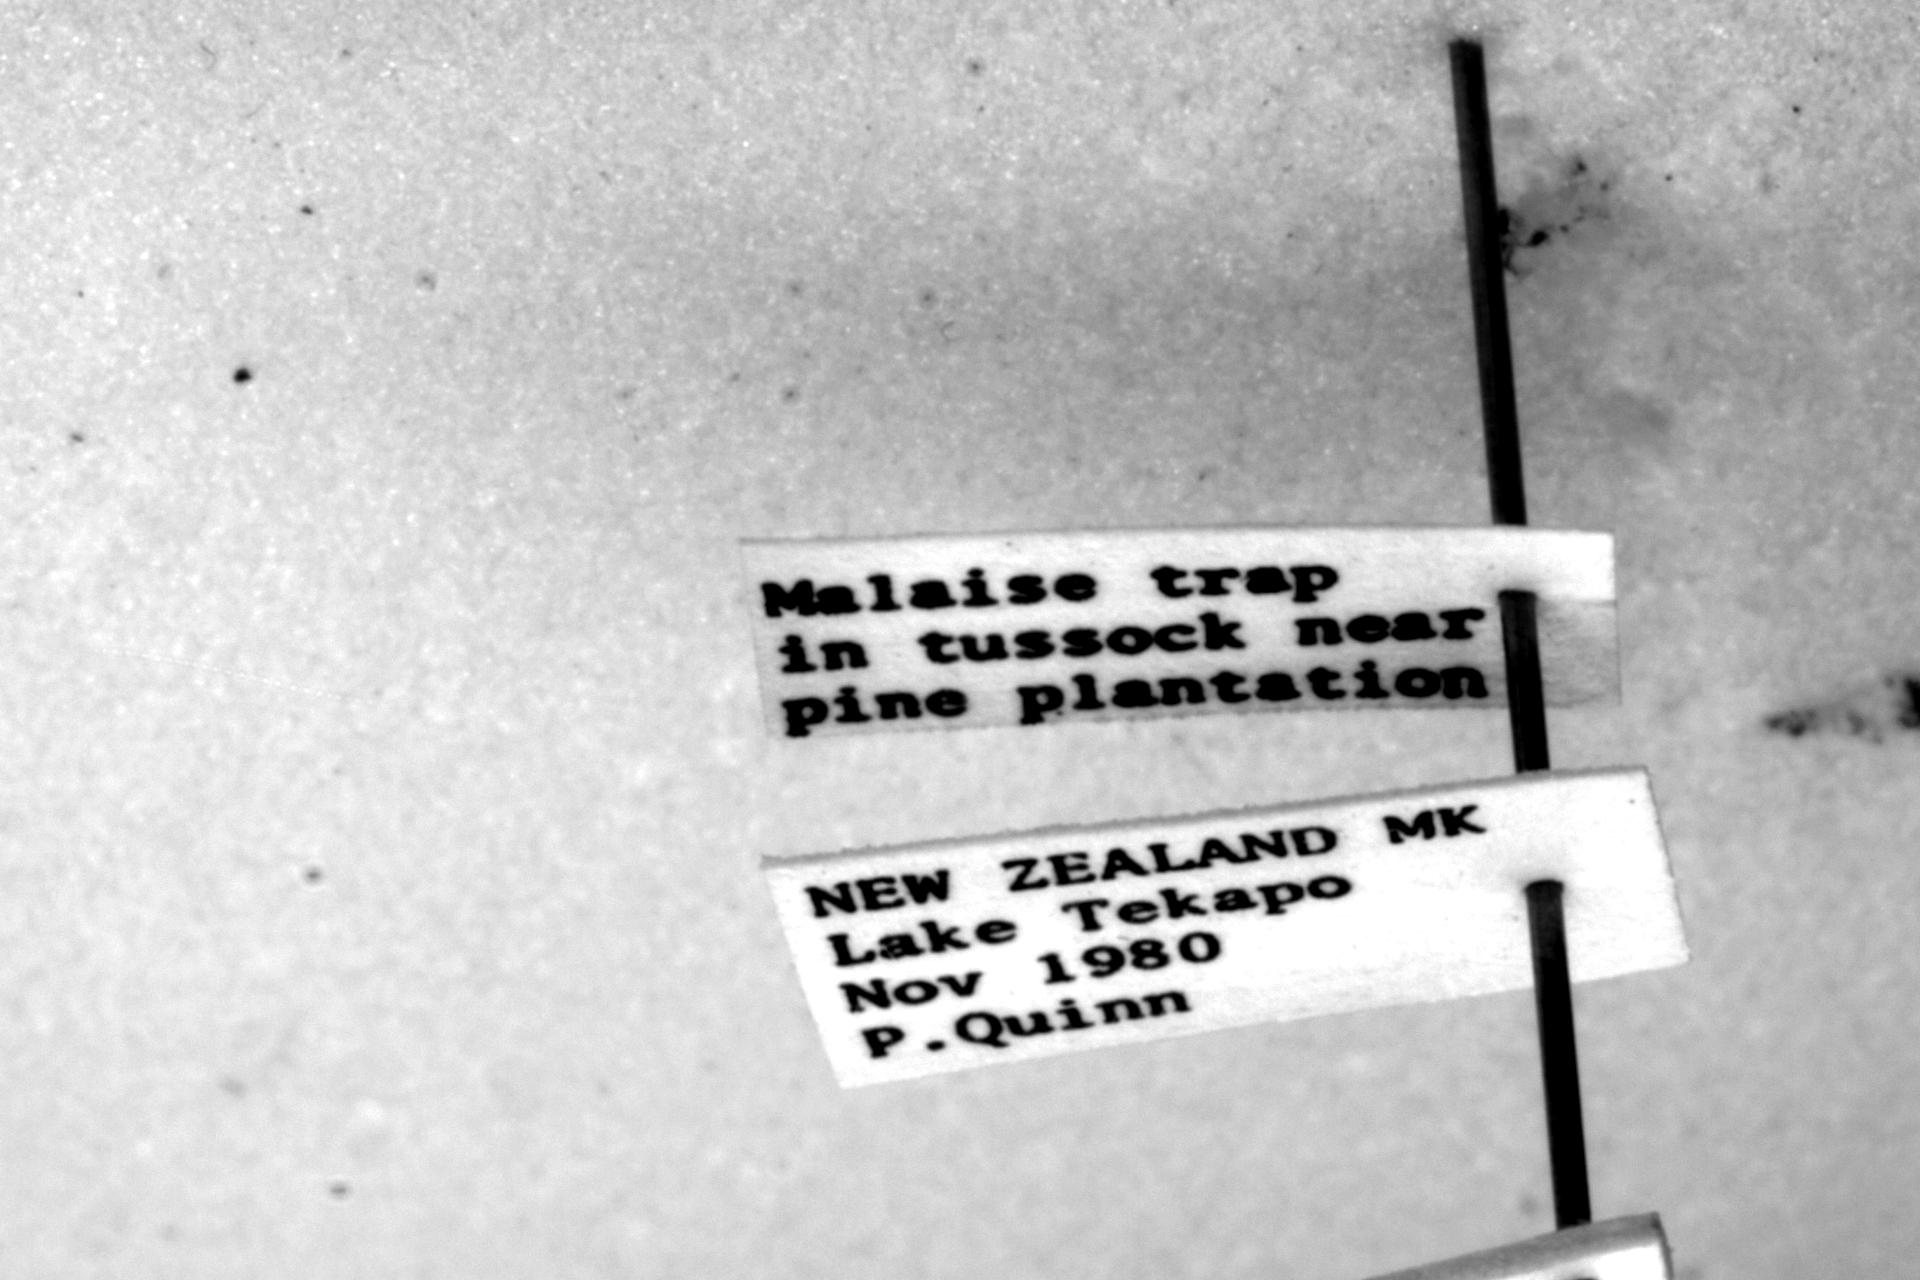 Malaise trap
in tussock near
pine plantation
NEW ZEALAND MK
Lake Tekapo
Nov 1980
P.Quinn